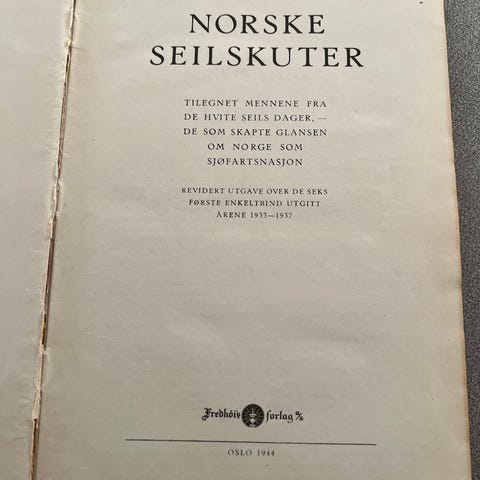 NORSKE
SEILSKUTER
TILEGNET MENNENE FRA
DE HVITE SEILS DAGER, —
DE SOM SKAPTE GLANSEN
OM NORGE SOM
SJØFARTSNASJON
REVIDERT UTGAVE OVER DE SEKS
FØRSTE ENKELTBIND UTGITT
ÅRENE 1933—1937
Fredhøis forlag A/S
OSLO 1944